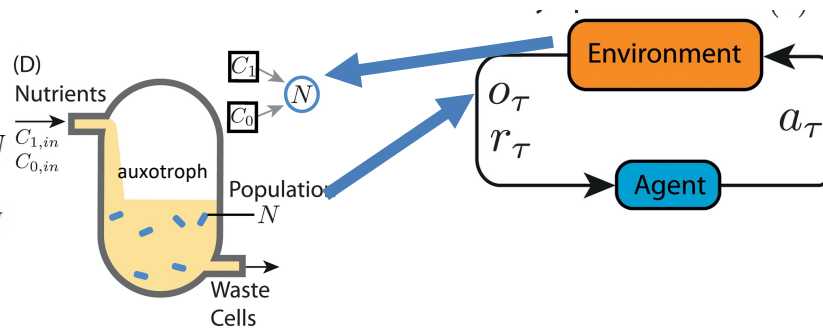 (D)
Nutrients
C₁,in
C₀,in
auxotroph
Population
N
Waste
Cells
C₁
C₀
N
Environment
oτ
rτ
aτ
Agent